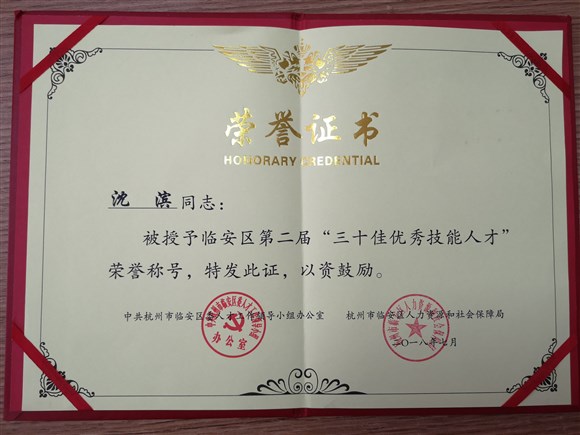 荣誉证书
HONORARY CREDENTIAL
沈 滨 同志：
被授予临安区第二届“三十佳优秀技能人才”
荣誉称号，特发此证，以资鼓励。
中共杭州市临安区委人才工作领导小组办公室 杭州市临安区人力资源和社会保障局
办公室
二〇一八年七月